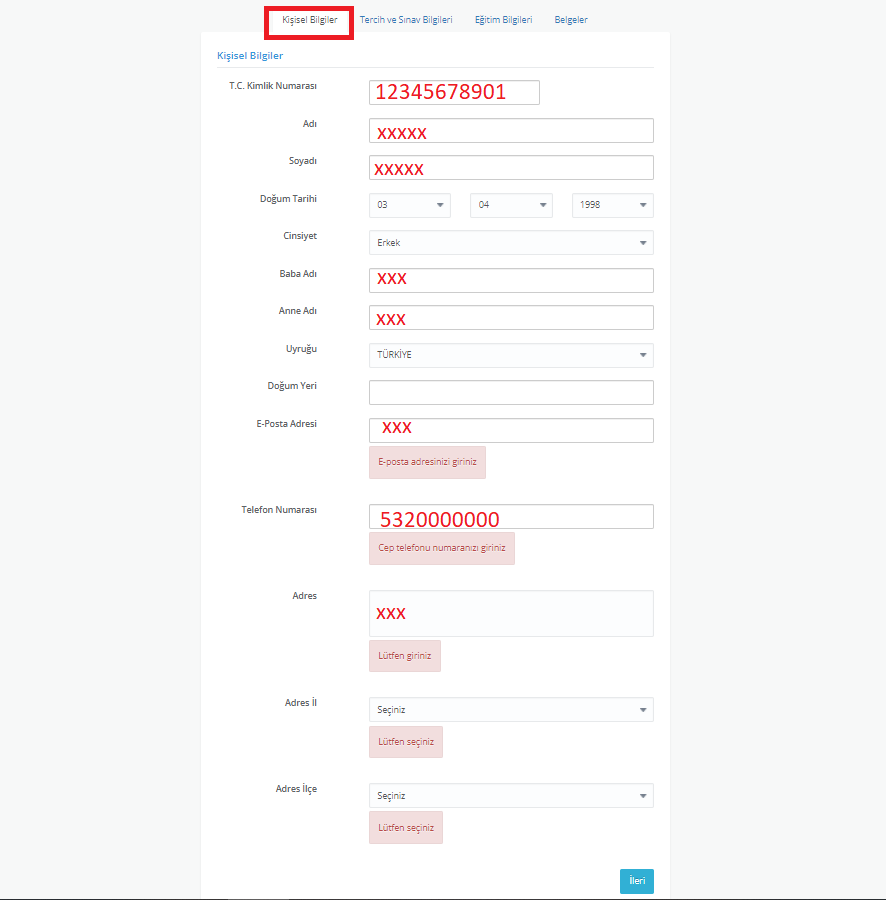 Kişisel Bilgiler Tercih ve Sınav Bilgileri Eğitim Bilgileri Belgeler
Kişisel Bilgiler
T.C. Kimlik Numarası 12345678901
Adı xxxxx
Soyadı xxxxx
Doğum Tarihi 03 04 1998
Cinsiyet Erkek
Baba Adı xxx
Anne Adı xxx
Uyruğu TÜRKİYE
Doğum Yeri
E-Posta Adresi xxx
E-posta adresinizi giriniz
Telefon Numarası 5320000000
Cep telefonu numaranızı giriniz
Adres xxx
Lütfen giriniz
Adres İl Seçiniz
Lütfen seçiniz
Adres İlçe Seçiniz
Lütfen seçiniz
İleri